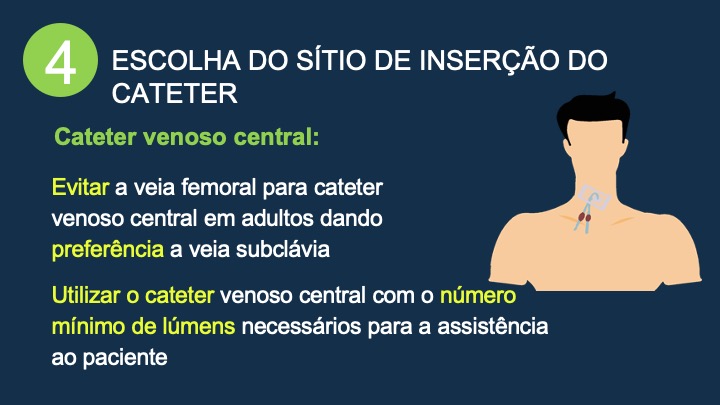 4
ESCOLHA DO SÍTIO DE INSERÇÃO DO
CATETER
Cateter venoso central:
Evitar a veia femoral para cateter
venoso central em adultos dando
preferência a veia subclávia
Utilizar o cateter venoso central com o número
mínimo de lúmens necessários para a assistência
ao paciente